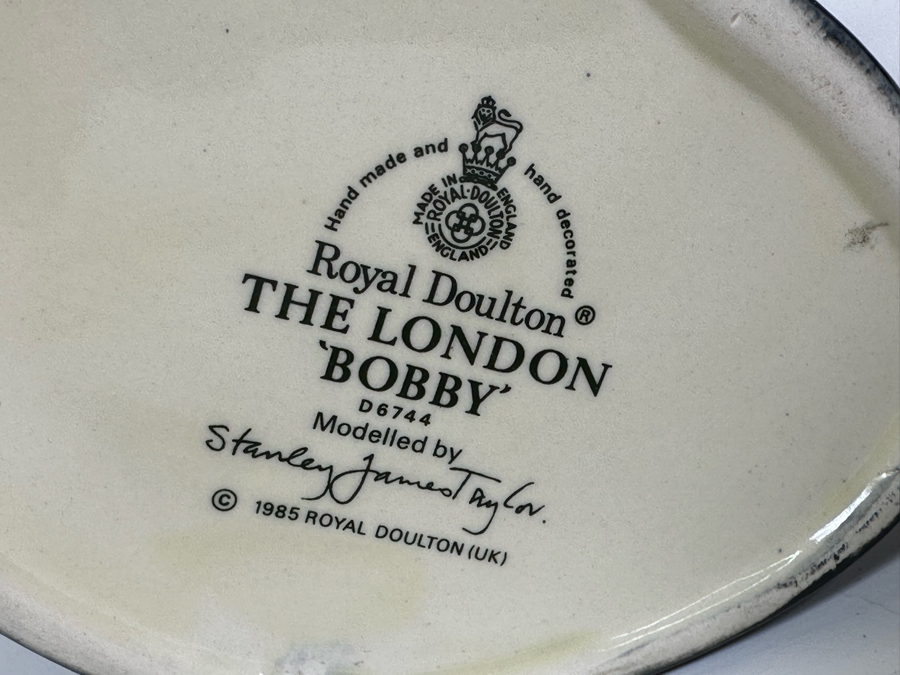 Hand made and hand decorated
MADE IN ENGLAND
ROYAL·DOULTON
ENGLAND
Royal Doulton®
THE LONDON
'BOBBY'
D6744
Modelled by
Stanley James Taylor.
© 1985 ROYAL DOULTON (UK)